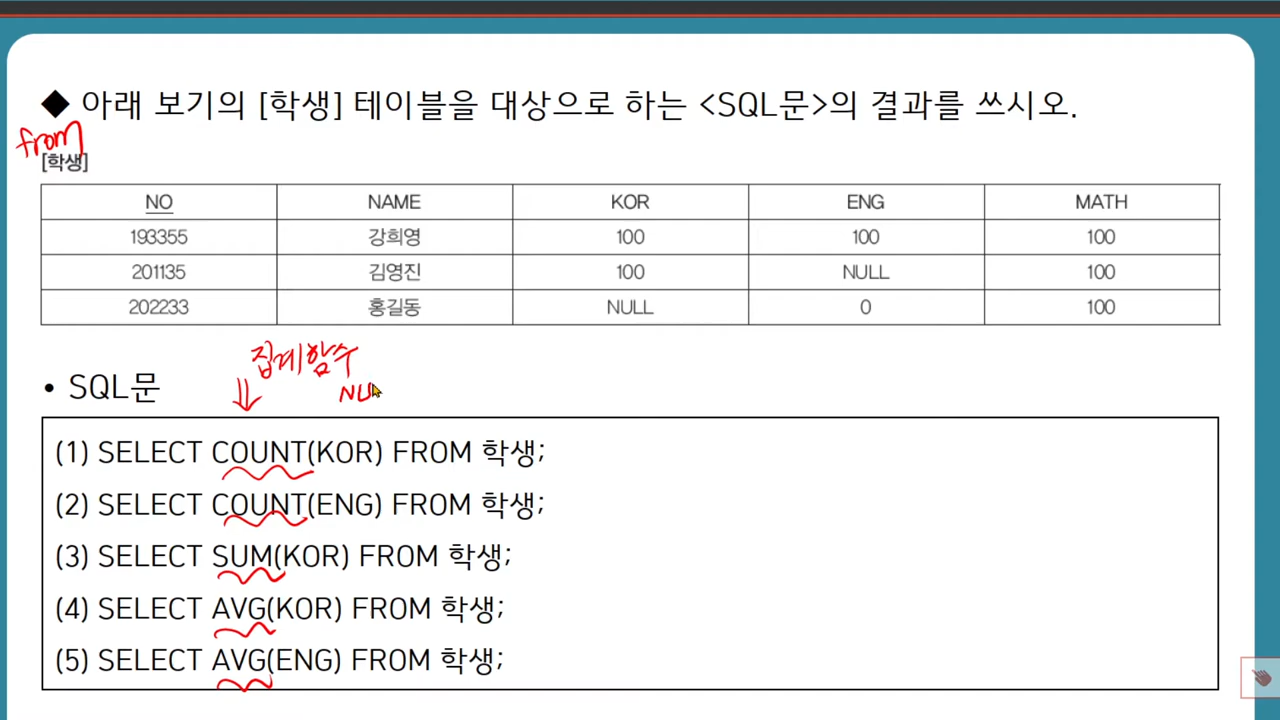 ◆ 아래 보기의 [학생] 테이블을 대상으로 하는 <SQL문>의 결과를 쓰시오.
from
[학생]
NO NAME KOR ENG MATH
193355 강희영 100 100 100
201135 김영진 100 NULL 100
202233 홍길동 NULL 0 100
집계함수
NUL
• SQL문
(1) SELECT COUNT(KOR) FROM 학생;
(2) SELECT COUNT(ENG) FROM 학생;
(3) SELECT SUM(KOR) FROM 학생;
(4) SELECT AVG(KOR) FROM 학생;
(5) SELECT AVG(ENG) FROM 학생;